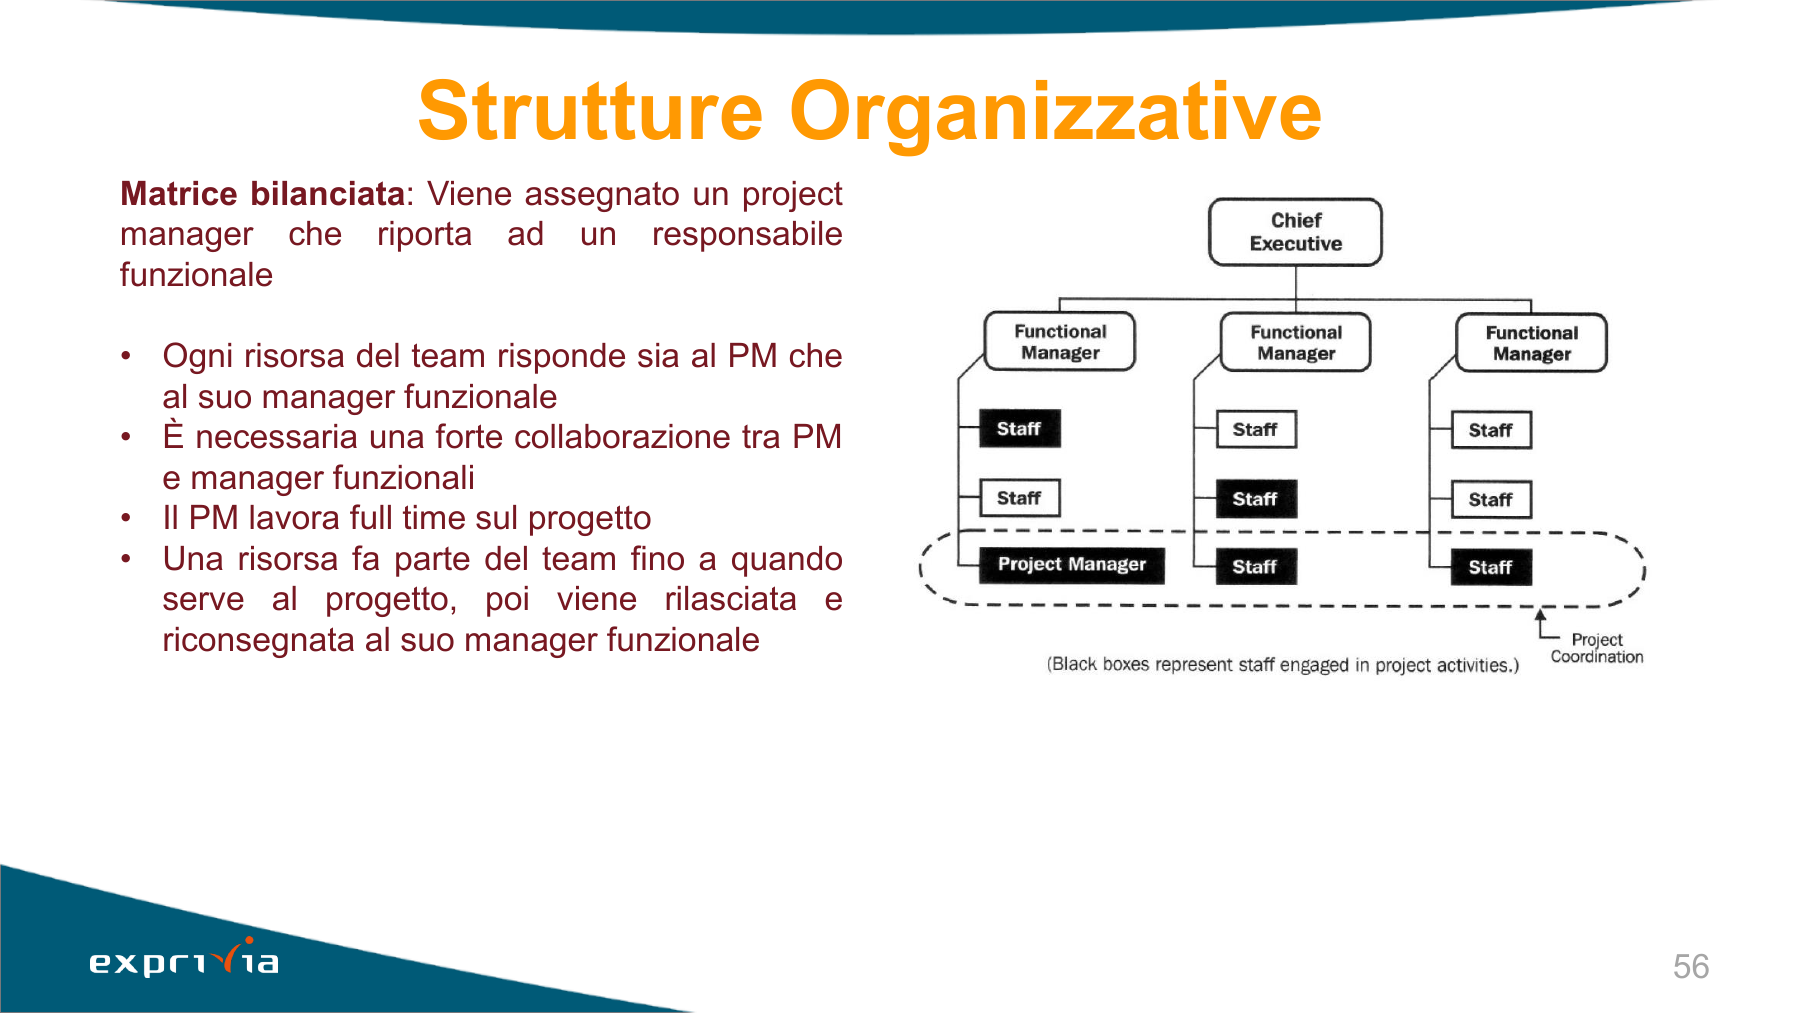 Strutture Organizzative
Matrice bilanciata: Viene assegnato un project
manager che riporta ad un responsabile
funzionale
• Ogni risorsa del team risponde sia al PM che
al suo manager funzionale
• È necessaria una forte collaborazione tra PM
e manager funzionali
• Il PM lavora full time sul progetto
• Una risorsa fa parte del team fino a quando
serve al progetto, poi viene rilasciata e
riconsegnata al suo manager funzionale
Chief
Executive
Functional
Manager
Functional
Manager
Functional
Manager
Staff
Staff
Staff
Staff
Staff
Staff
Project Manager
Staff
Staff
Project
Coordination
(Black boxes represent staff engaged in project activities.)
exprivia
56